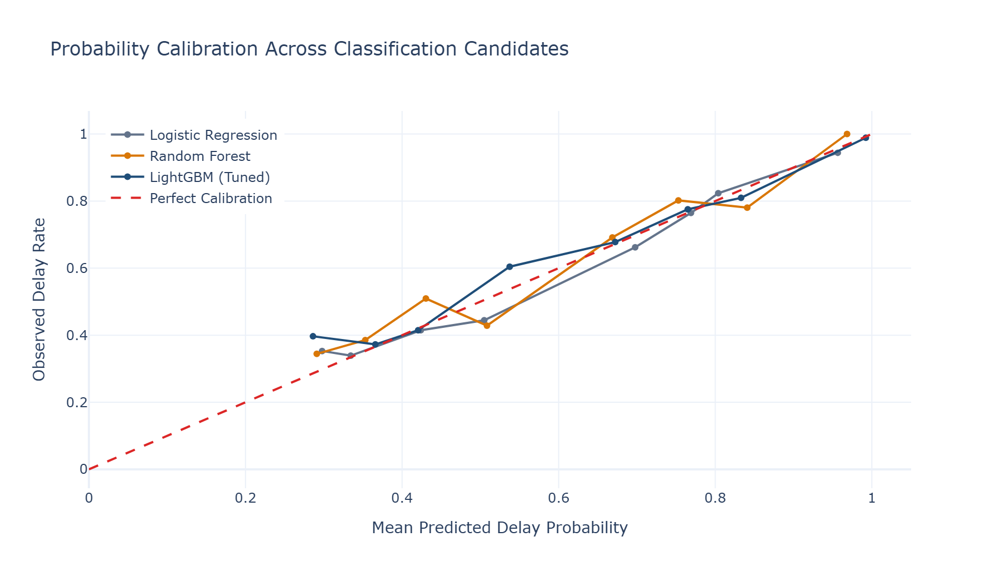 Probability Calibration Across Classification Candidates
Logistic Regression
Random Forest
LightGBM (Tuned)
Perfect Calibration
Observed Delay Rate
1
0.8
0.6
0.4
0.2
0
0 0.2 0.4 0.6 0.8 1
Mean Predicted Delay Probability